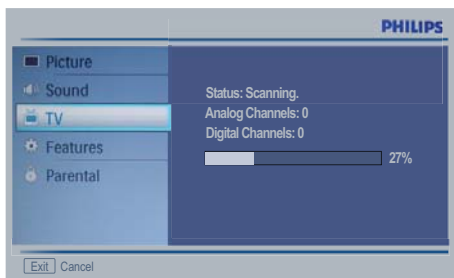 PHILIPS
Picture
Sound
TV
Features
Parental
Status: Scanning.
Analog Channels: 0
Digital Channels: 0
27%
Exit Cancel